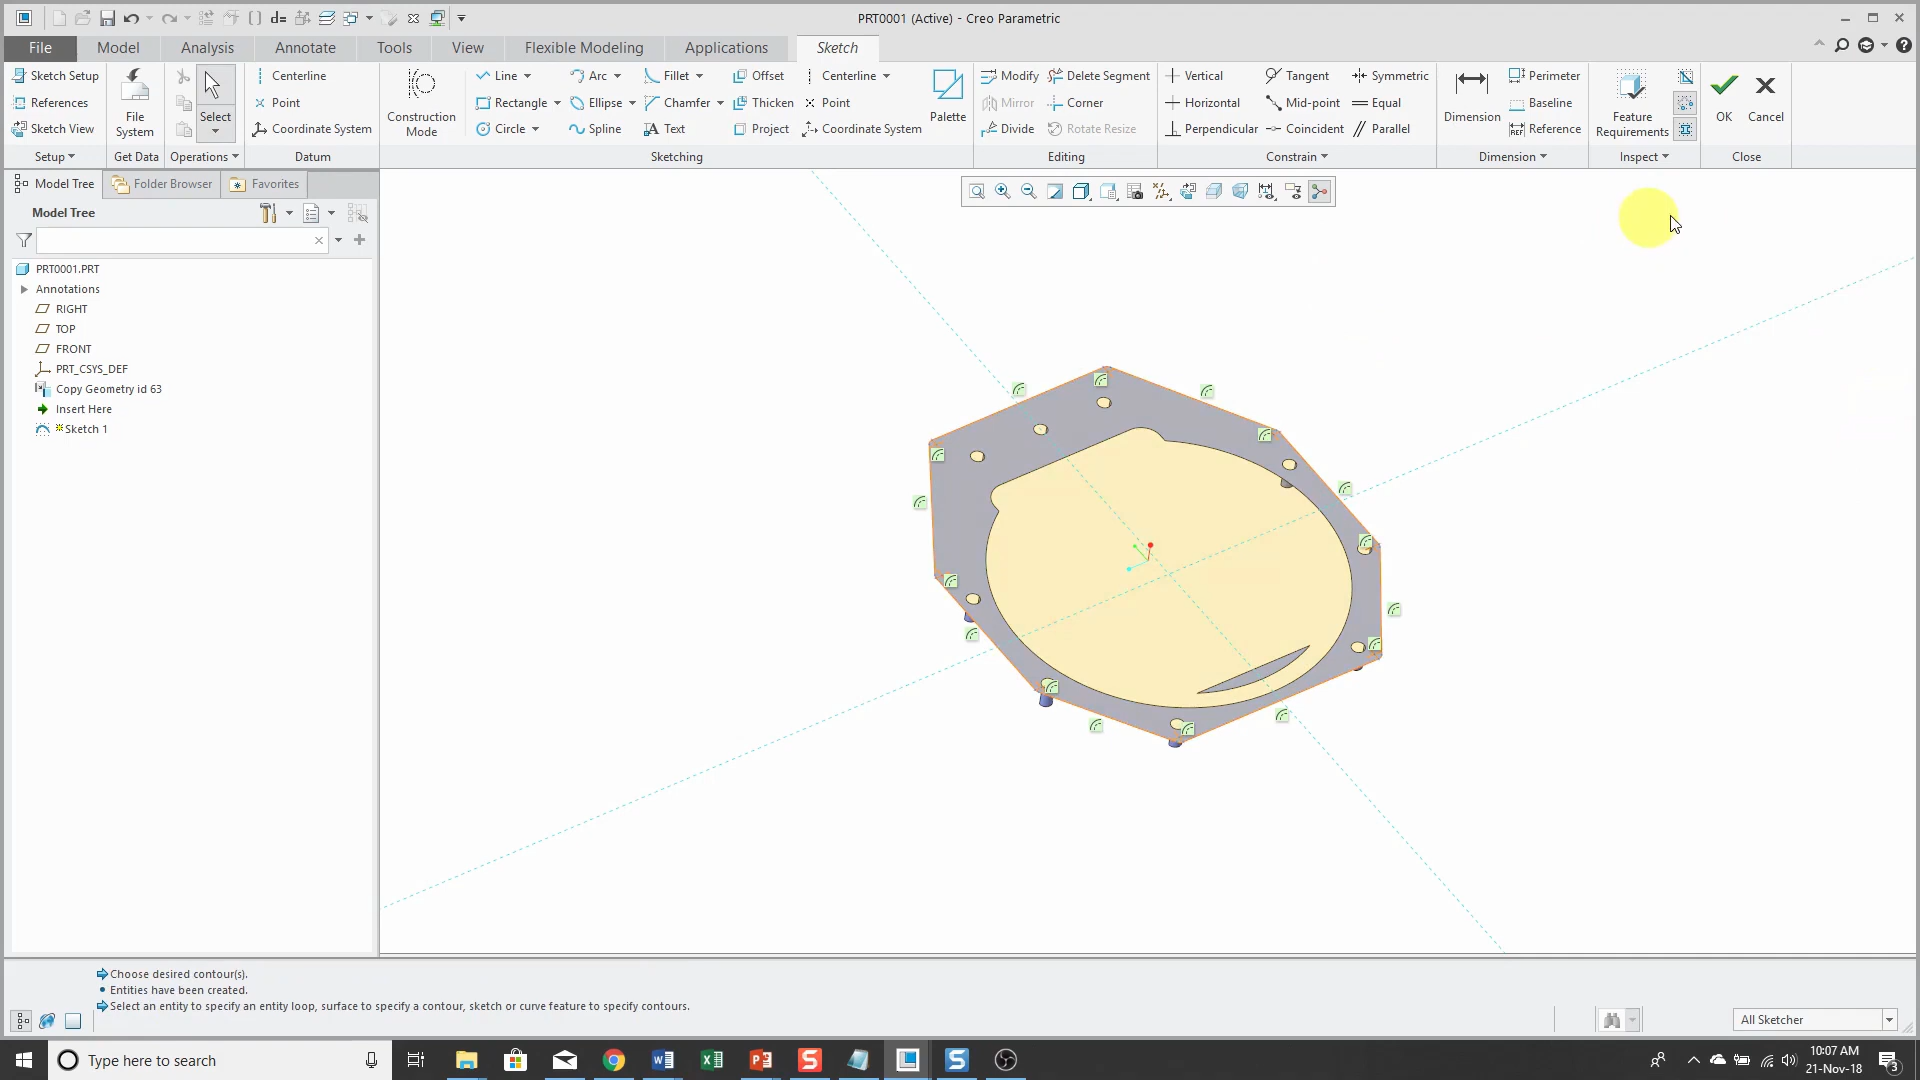 PRT0001 (Active) - Creo Parametric
File Model Analysis Annotate Tools View Flexible Modeling Applications Sketch
Sketch Setup
References
Sketch View
Setup
File System
Get Data
Select
Operations
Centerline
Point
Coordinate System
Datum
Construction Mode
Line
Rectangle
Circle
Arc
Ellipse
Spline
Fillet
Chamfer
Text
Offset
Thicken
Project
Centerline
Point
Coordinate System
Palette
Sketching
Modify
Mirror
Divide
Delete Segment
Corner
Rotate Resize
Editing
Vertical
Horizontal
Perpendicular
Tangent
Mid-point
Coincident
Symmetric
Equal
Parallel
Constrain
Dimension
Perimeter
Baseline
Reference
Dimension
Feature Requirements
Inspect
OK
Cancel
Close
Model Tree Folder Browser Favorites
Model Tree
PRT0001.PRT
Annotations
RIGHT
TOP
FRONT
PRT_CSYS_DEF
Copy Geometry id 63
Insert Here
Sketch 1
Choose desired contour(s).
Entities have been created.
Select an entity to specify an entity loop, surface to specify a contour, sketch or curve feature to specify contours.
All Sketcher
Type here to search
10:07 AM
21-Nov-18
3